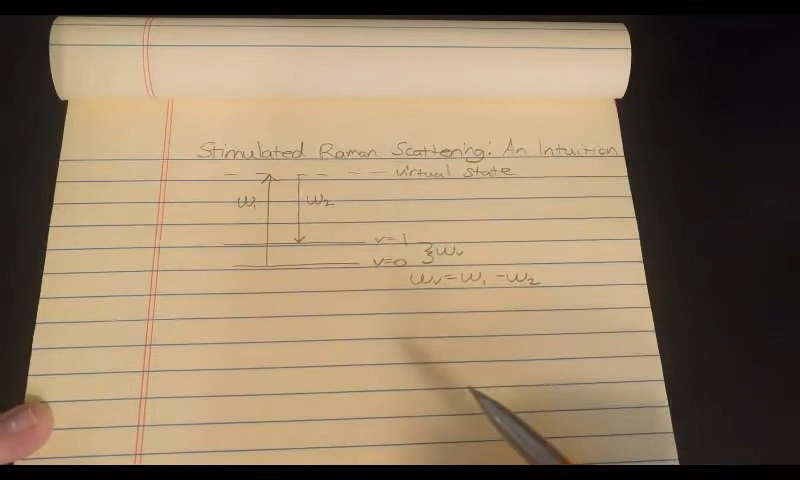 Stimulated Raman Scattering: An Intuition
virtual state
ω₁ ω₂
v=1
v=0 } ωᵥ
ωᵥ=ω₁-ω₂